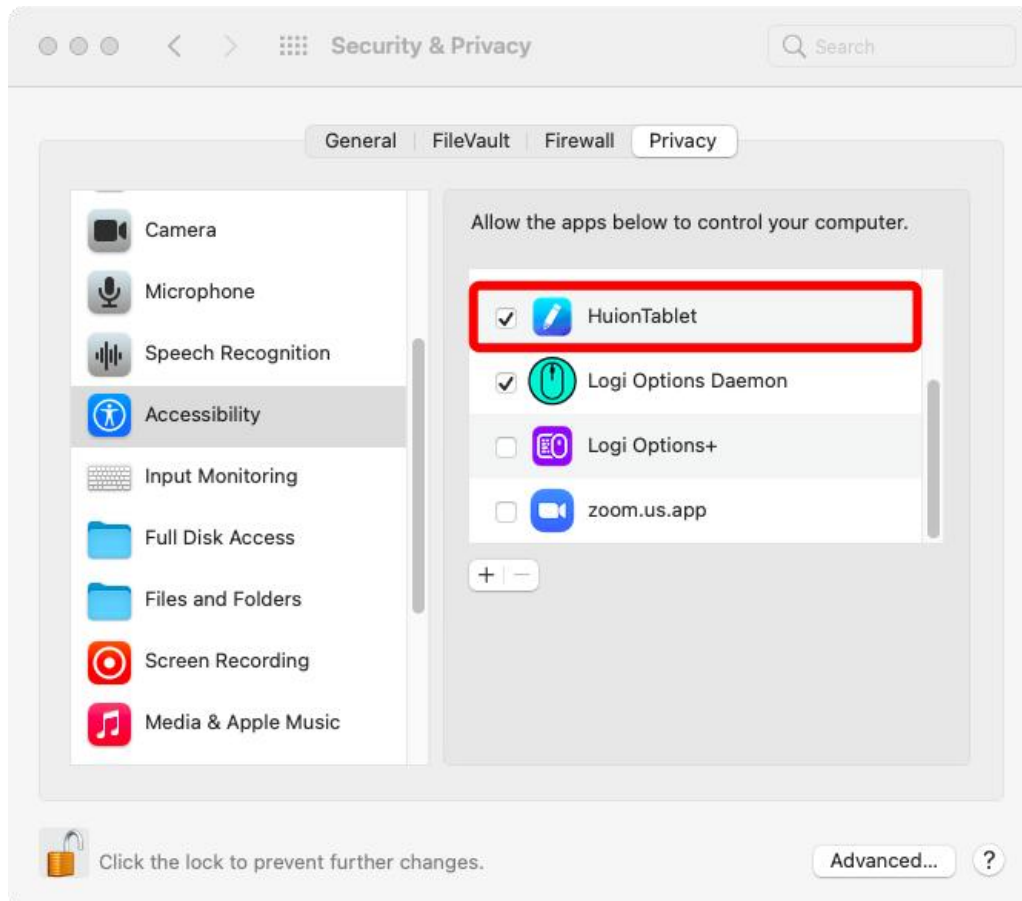 Security & Privacy
Search
General FileVault Firewall Privacy
Camera
Microphone
Speech Recognition
Accessibility
Input Monitoring
Full Disk Access
Files and Folders
Screen Recording
Media & Apple Music
Allow the apps below to control your computer.
HuionTablet
Logi Options Daemon
Logi Options+
zoom.us.app
+ −
Click the lock to prevent further changes.
Advanced... ?